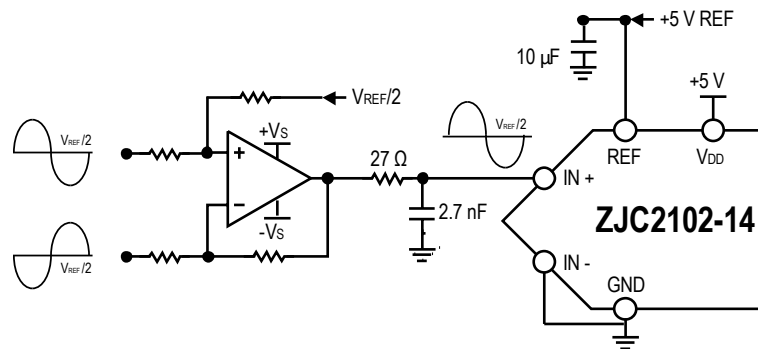 +5 V REF
10 µF
VREF/2
+5 V
VREF/2
+VS
VREF/2
27 Ω
REF
VDD
+
IN +
−
2.7 nF
ZJC2102-14
-VS
VREF/2
IN -
GND